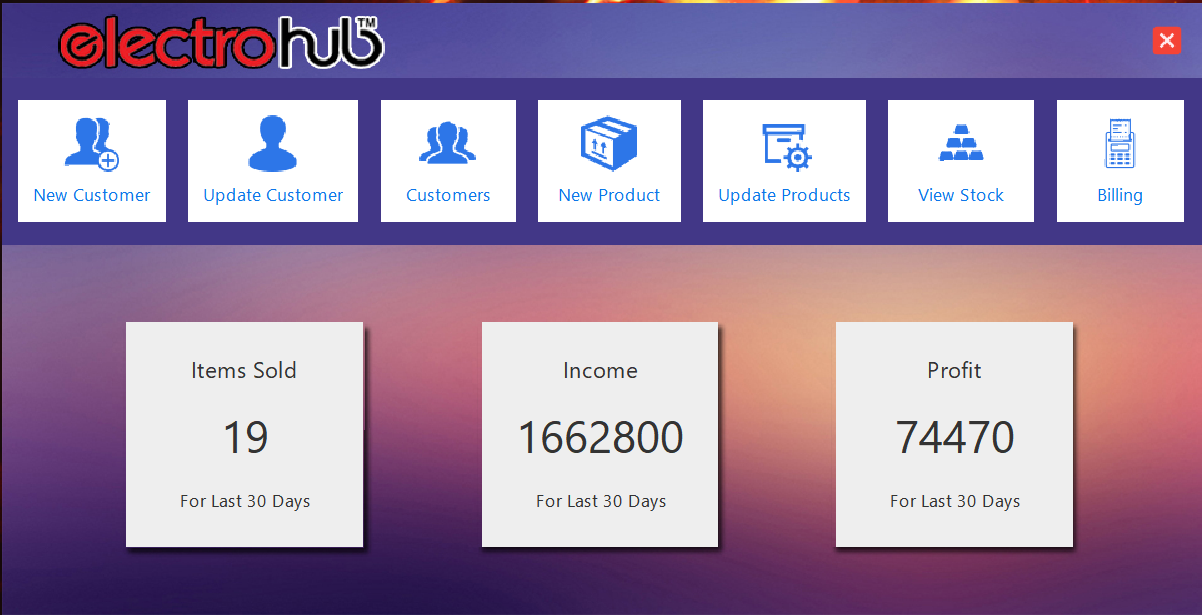 electrohub™
New Customer
Update Customer
Customers
New Product
Update Products
View Stock
Billing
Items Sold
19
For Last 30 Days
Income
1662800
For Last 30 Days
Profit
74470
For Last 30 Days